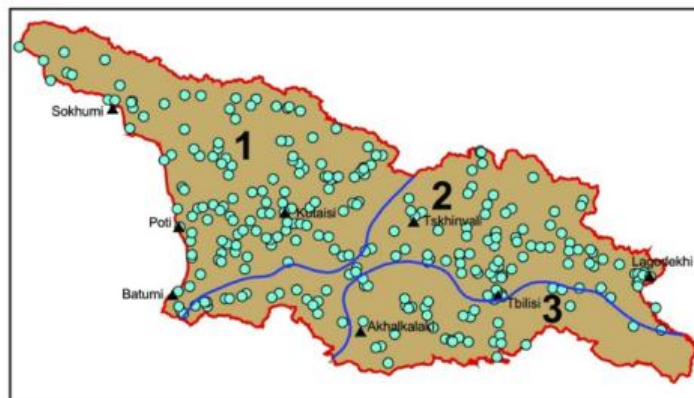 Sokhumi
1
2
Kutaisi
Tskhinvali
Poti
Lagodekhi
Batumi
Tbilisi
3
Akhalkalaki